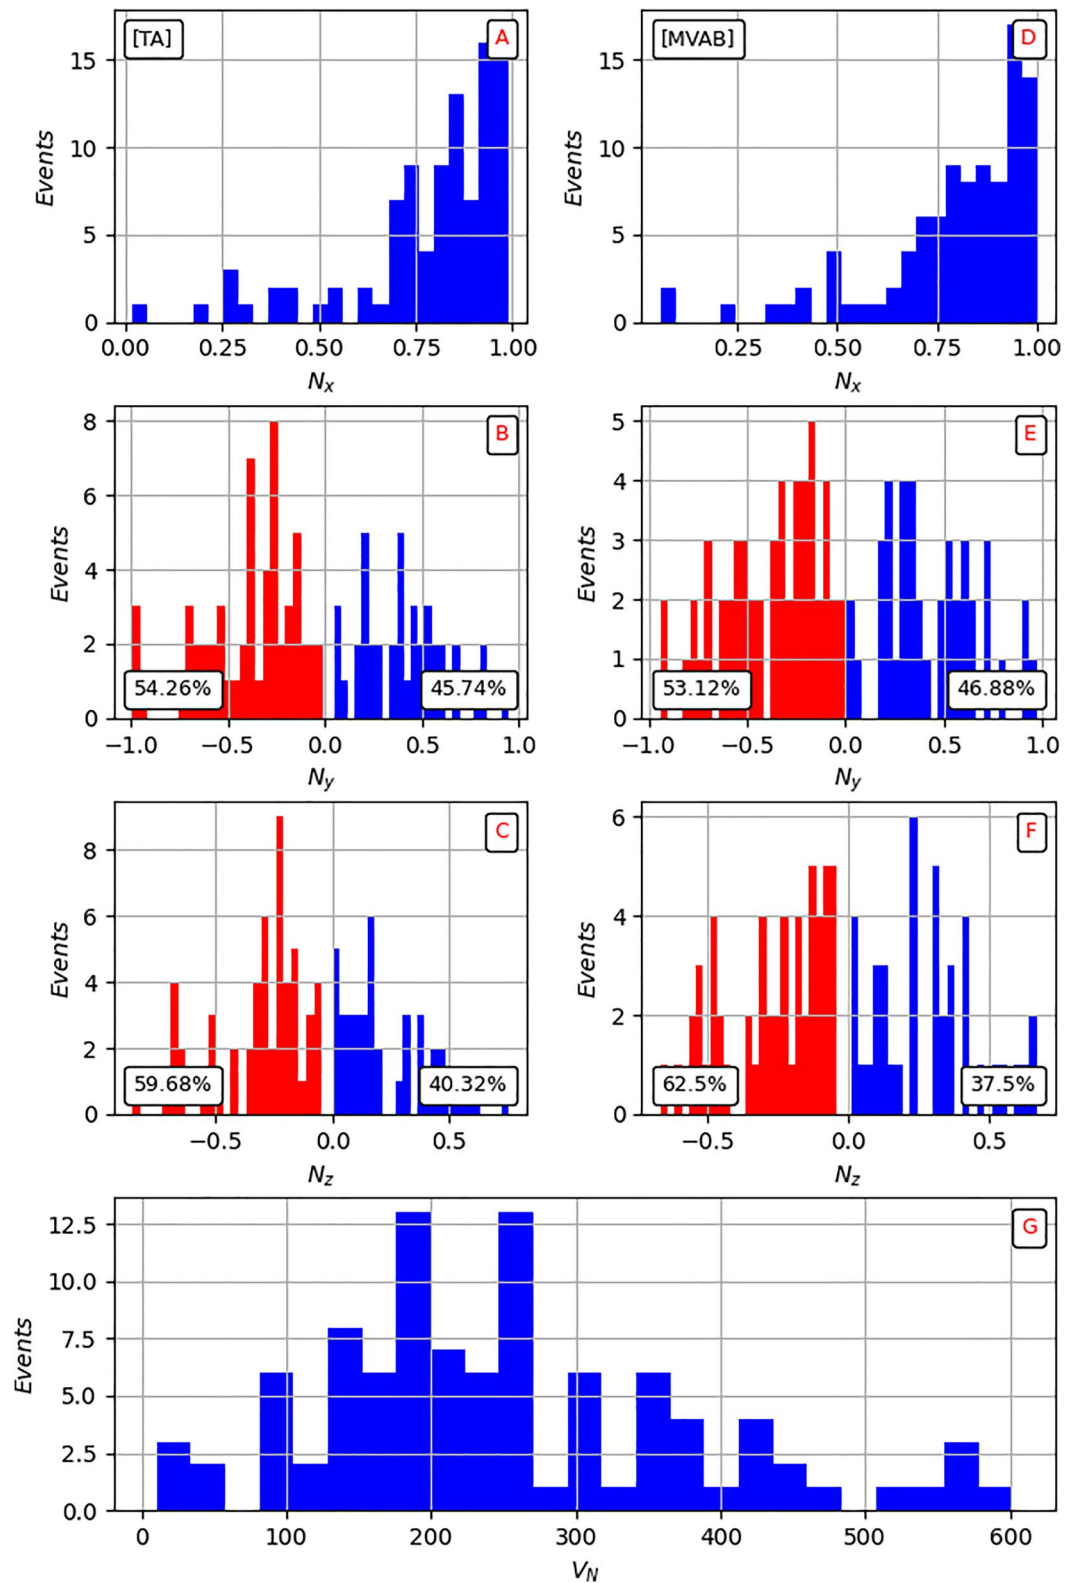 [TA]
A
15
10
5
0
Events
0.00 0.25 0.50 0.75 1.00
Nx
[MVAB]
D
15
10
5
0
Events
0.25 0.50 0.75 1.00
Nx
B
8
6
4
2
0
Events
54.26%
45.74%
−1.0 −0.5 0.0 0.5 1.0
Ny
E
5
4
3
2
1
0
Events
53.12%
46.88%
−1.0 −0.5 0.0 0.5 1.0
Ny
C
8
6
4
2
0
Events
59.68%
40.32%
−0.5 0.0 0.5
Nz
F
6
4
2
0
Events
62.5%
37.5%
−0.5 0.0 0.5
Nz
G
12.5
10.0
7.5
5.0
2.5
0.0
Events
0 100 200 300 400 500 600
VN